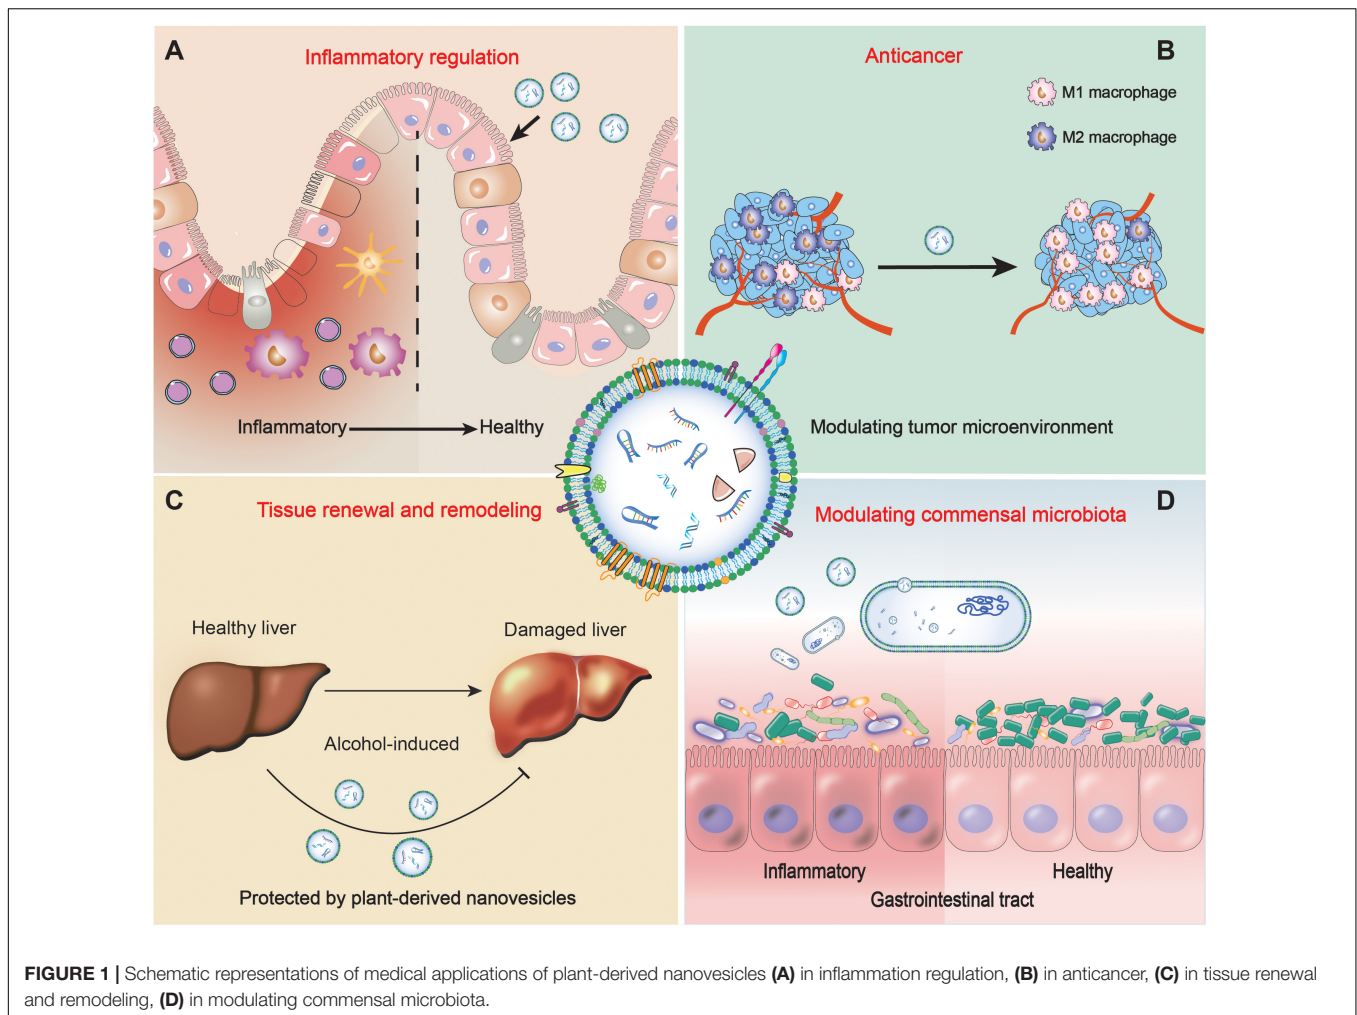 A
Inflammatory regulation
Inflammatory
Healthy
Anticancer
B
M1 macrophage
M2 macrophage
Modulating tumor microenvironment
C
Tissue renewal and remodeling
Healthy liver
Damaged liver
Alcohol-induced
Protected by plant-derived nanovesicles
D
Modulating commensal microbiota
Inflammatory
Healthy
Gastrointestinal tract
FIGURE 1 | Schematic representations of medical applications of plant-derived nanovesicles (A) in inflammation regulation, (B) in anticancer, (C) in tissue renewal
and remodeling, (D) in modulating commensal microbiota.